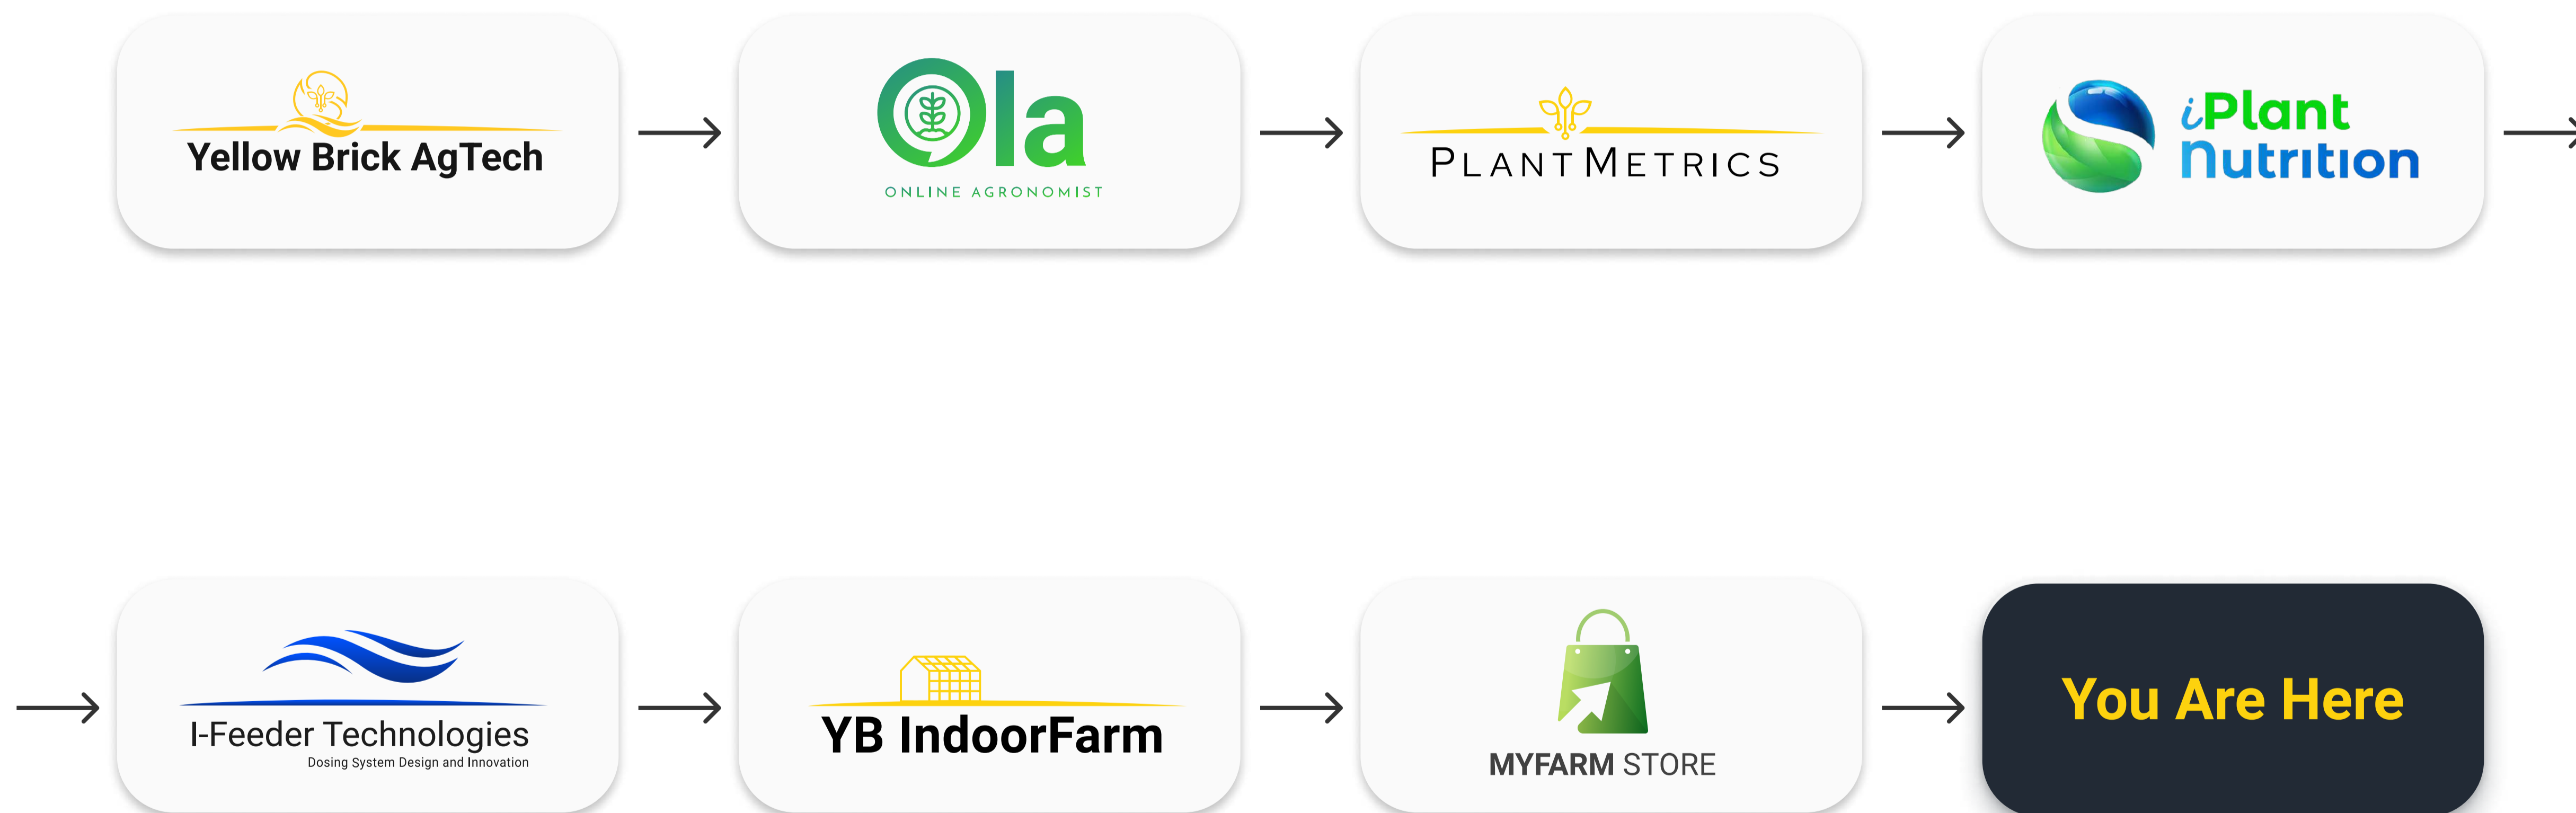 Yellow Brick AgTech
Ola
ONLINE AGRONOMIST
PLANTMETRICS
iPlant
Nutrition
I-Feeder Technologies
Dosing System Design and Innovation
YB IndoorFarm
MYFARM STORE
You Are Here